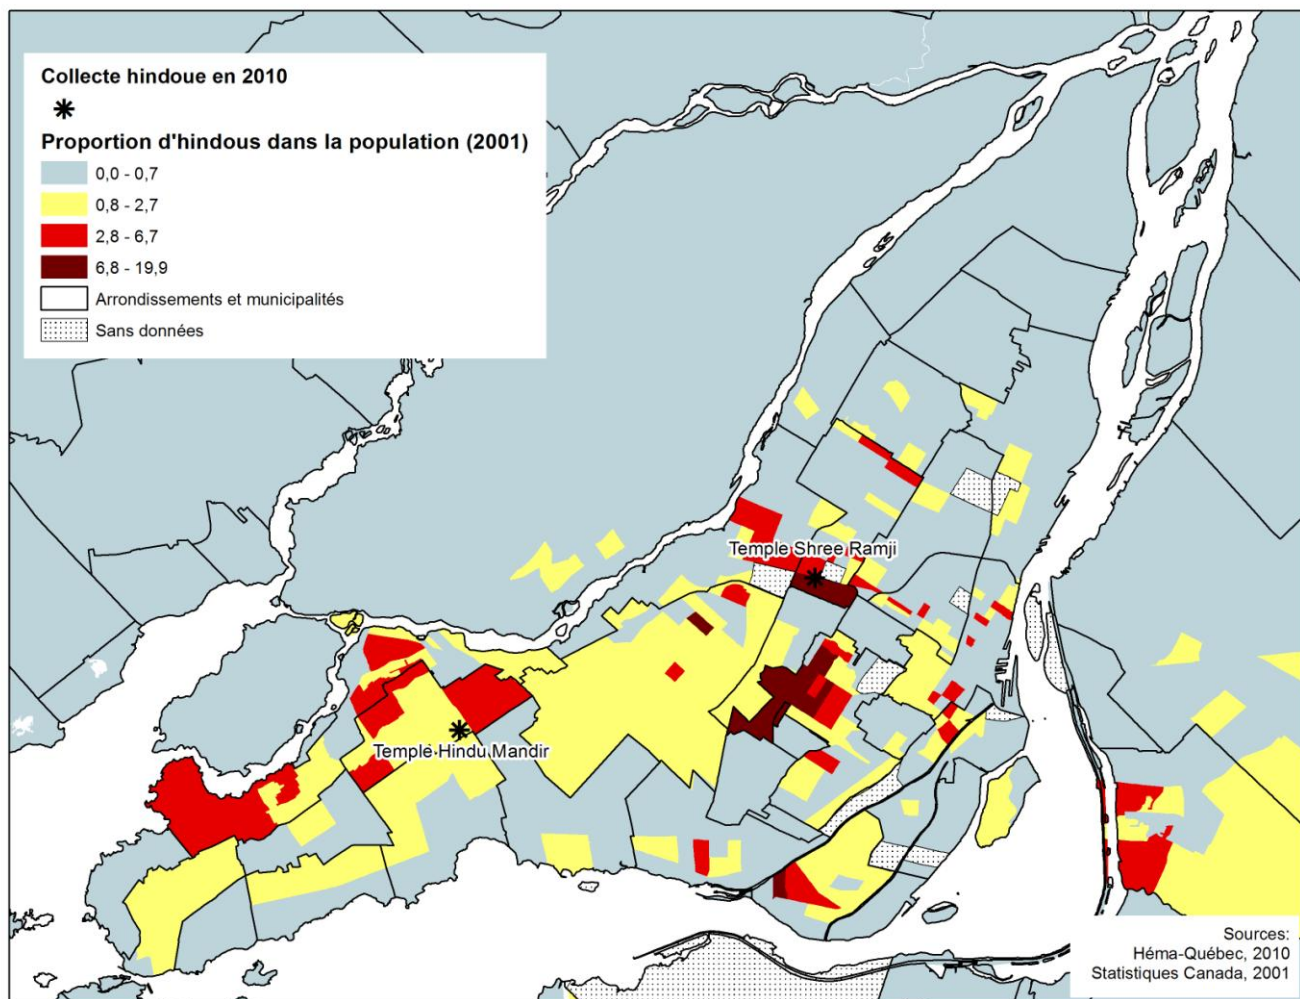 Collecte hindoue en 2010
Proportion d'hindous dans la population (2001)
0,0 - 0,7
0,8 - 2,7
2,8 - 6,7
6,8 - 19,9
Arrondissements et municipalités
Sans données
Temple Shree Ramji
Temple Hindu Mandir
Sources:
Héma-Québec, 2010
Statistiques Canada, 2001